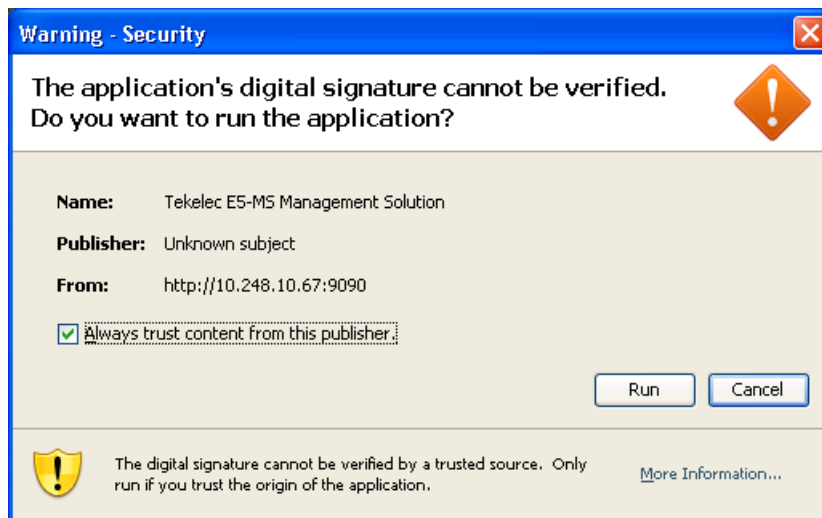 Warning - Security
The application's digital signature cannot be verified.
Do you want to run the application?
Name: Tekelec E5-MS Management Solution
Publisher: Unknown subject
From: http://10.248.10.67:9090
Always trust content from this publisher.
Run Cancel
The digital signature cannot be verified by a trusted source. Only
run if you trust the origin of the application.
More Information...